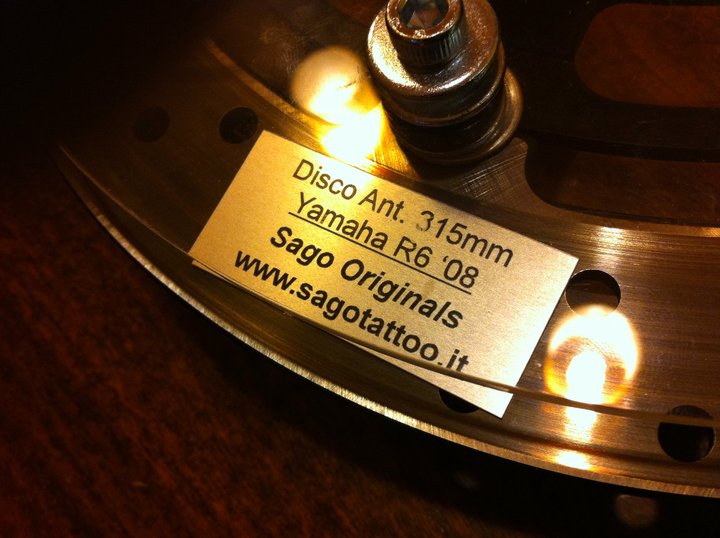 Disco Ant. 315mm
Yamaha R6 '08
Sago Originals
www.sagotattoo.it